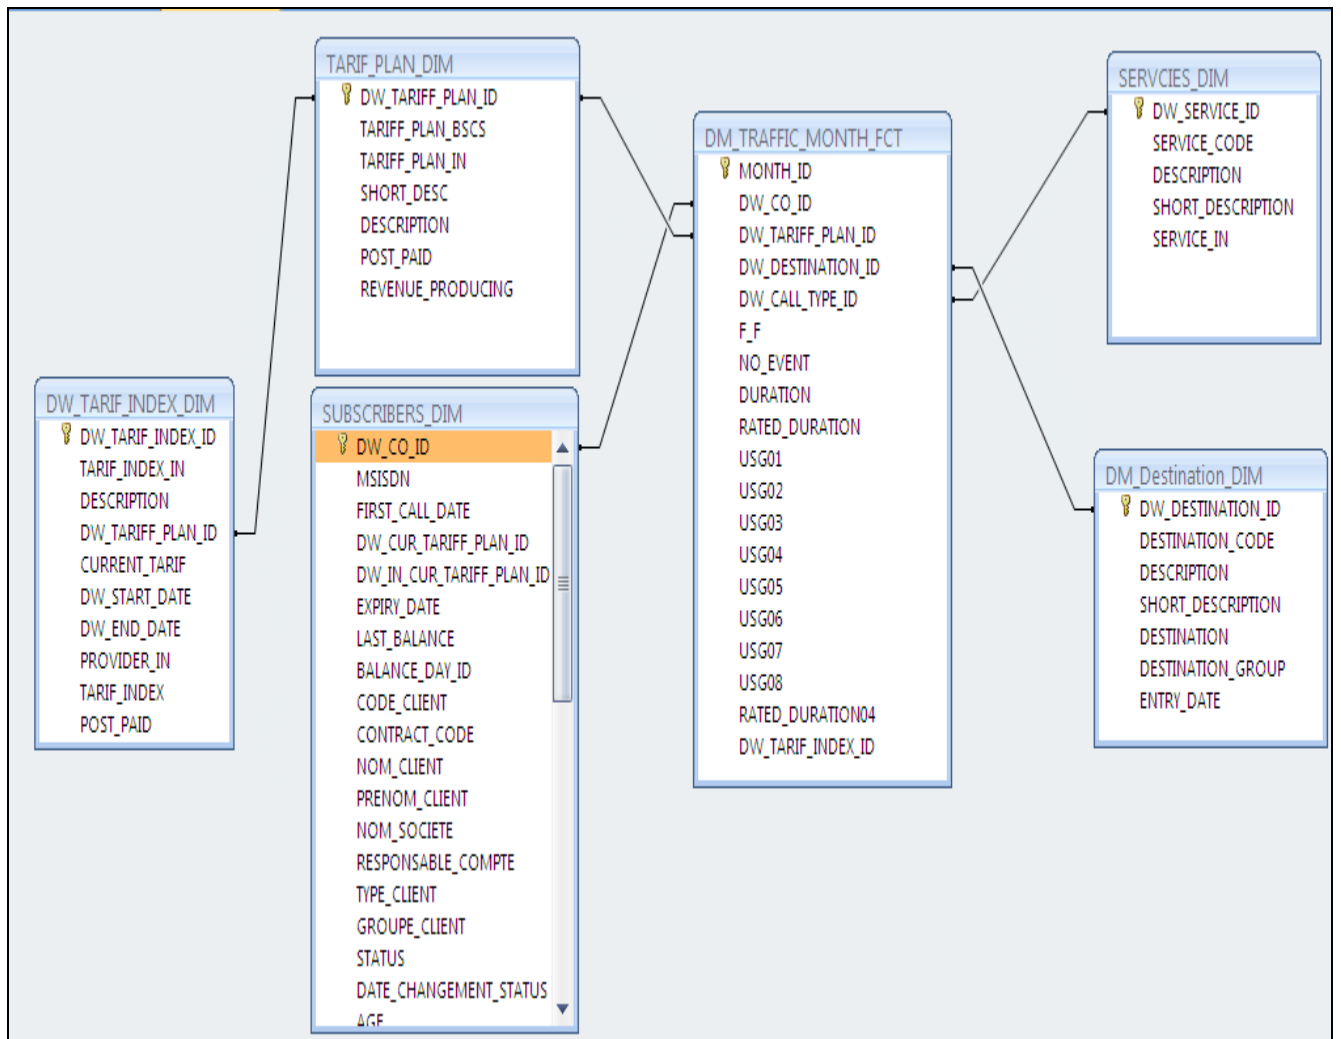 TARIF_PLAN_DIM
DW_TARIFF_PLAN_ID
TARIFF_PLAN_BSCS
TARIFF_PLAN_IN
SHORT_DESC
DESCRIPTION
POST_PAID
REVENUE_PRODUCING
DW_TARIF_INDEX_DIM
DW_TARIF_INDEX_ID
TARIF_INDEX_IN
DESCRIPTION
DW_TARIFF_PLAN_ID
CURRENT_TARIF
DW_START_DATE
DW_END_DATE
PROVIDER_IN
TARIF_INDEX
POST_PAID
SUBSCRIBERS_DIM
DW_CO_ID
MSISDN
FIRST_CALL_DATE
DW_CUR_TARIFF_PLAN_ID
DW_IN_CUR_TARIFF_PLAN_ID
EXPIRY_DATE
LAST_BALANCE
BALANCE_DAY_ID
CODE_CLIENT
CONTRACT_CODE
NOM_CLIENT
PRENOM_CLIENT
NOM_SOCIETE
RESPONSABLE_COMPTE
TYPE_CLIENT
GROUPE_CLIENT
STATUS
DATE_CHANGEMENT_STATUS
AGE
DM_TRAFFIC_MONTH_FCT
MONTH_ID
DW_CO_ID
DW_TARIFF_PLAN_ID
DW_DESTINATION_ID
DW_CALL_TYPE_ID
F_F
NO_EVENT
DURATION
RATED_DURATION
USG01
USG02
USG03
USG04
USG05
USG06
USG07
USG08
RATED_DURATION04
DW_TARIF_INDEX_ID
SERVCIES_DIM
DW_SERVICE_ID
SERVICE_CODE
DESCRIPTION
SHORT_DESCRIPTION
SERVICE_IN
DM_Destination_DIM
DW_DESTINATION_ID
DESTINATION_CODE
DESCRIPTION
SHORT_DESCRIPTION
DESTINATION
DESTINATION_GROUP
ENTRY_DATE